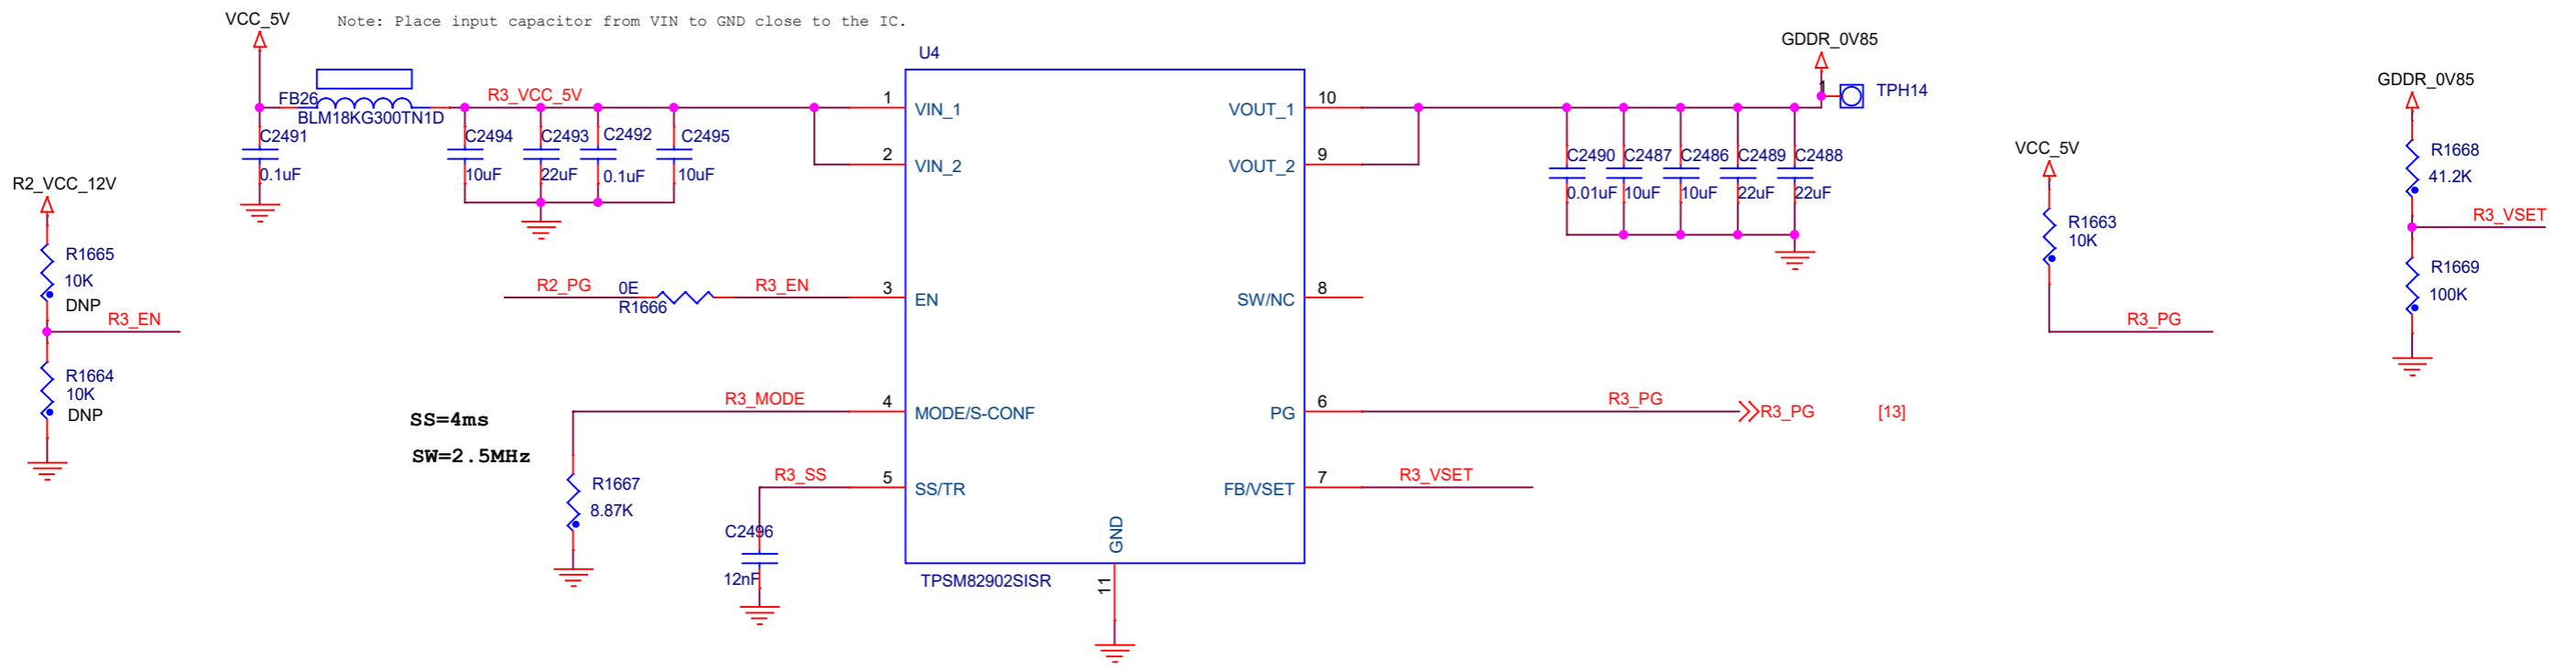 VCC_5V
Note: Place input capacitor from VIN to GND close to the IC.
FB26
BLM18KG300TN1D
R3_VCC_5V
C2491
0.1uF
C2494
10uF
C2493
22uF
C2492
0.1uF
C2495
10uF
R2_VCC_12V
R1665
10K
DNP
R3_EN
R1664
10K
DNP
R2_PG
0E
R1666
R3_EN
R3_MODE
SS=4ms
SW=2.5MHz
R1667
8.87K
R3_SS
C2496
12nF
U4
1
VIN_1
2
VIN_2
3
EN
4
MODE/S-CONF
5
SS/TR
VOUT_1
10
VOUT_2
9
SW/NC
8
PG
6
FB/VSET
7
GND
11
TPSM82902SISR
GDDR_0V85
TPH14
C2490
0.01uF
C2487
10uF
C2486
10uF
C2489
22uF
C2488
22uF
R3_PG
R3_PG
[13]
R3_VSET
VCC_5V
R1663
10K
R3_PG
GDDR_0V85
R1668
41.2K
R3_VSET
R1669
100K